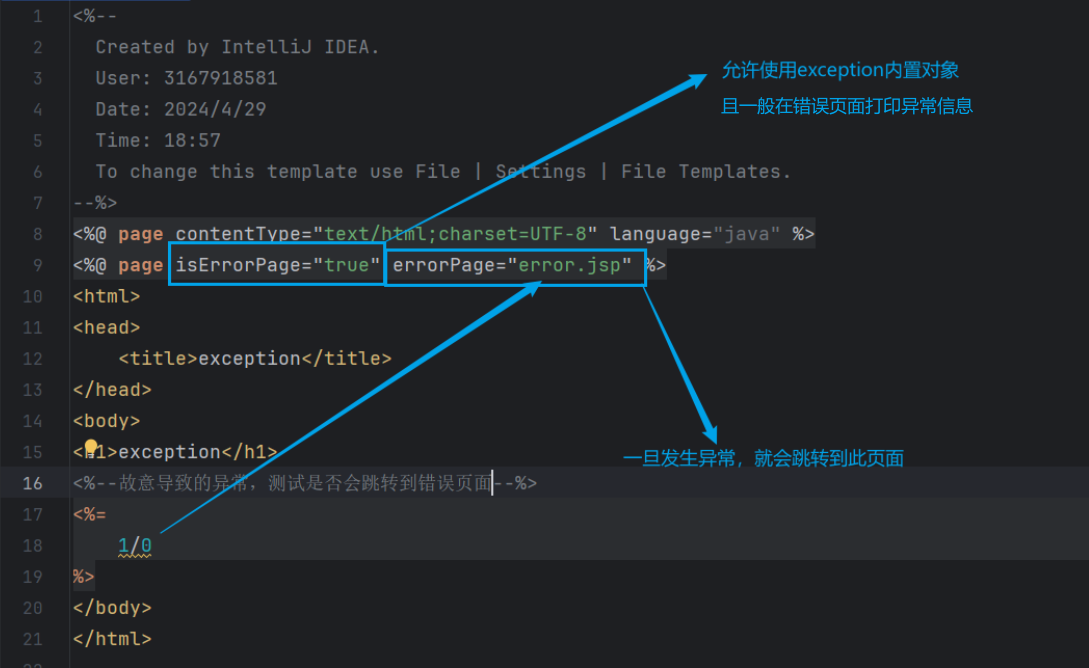 1 <%--
2 Created by IntelliJ IDEA.
3 User: 3167918581
4 Date: 2024/4/29
5 Time: 18:57
6 To change this template use File | Settings | File Templates.
7 --%>
允许使用exception内置对象
且一般在错误页面打印异常信息
8 <%@ page contentType="text/html;charset=UTF-8" language="java" %>
9 <%@ page isErrorPage="true" errorPage="error.jsp" %>
10 <html>
11 <head>
12 <title>exception</title>
13 </head>
14 <body>
15 <h1>exception</h1>
一旦发生异常，就会跳转到此页面
16 <%--故意导致的异常，测试是否会跳转到错误页面--%>
17 <%=
18 1/0
19 %>
20 </body>
21 </html>